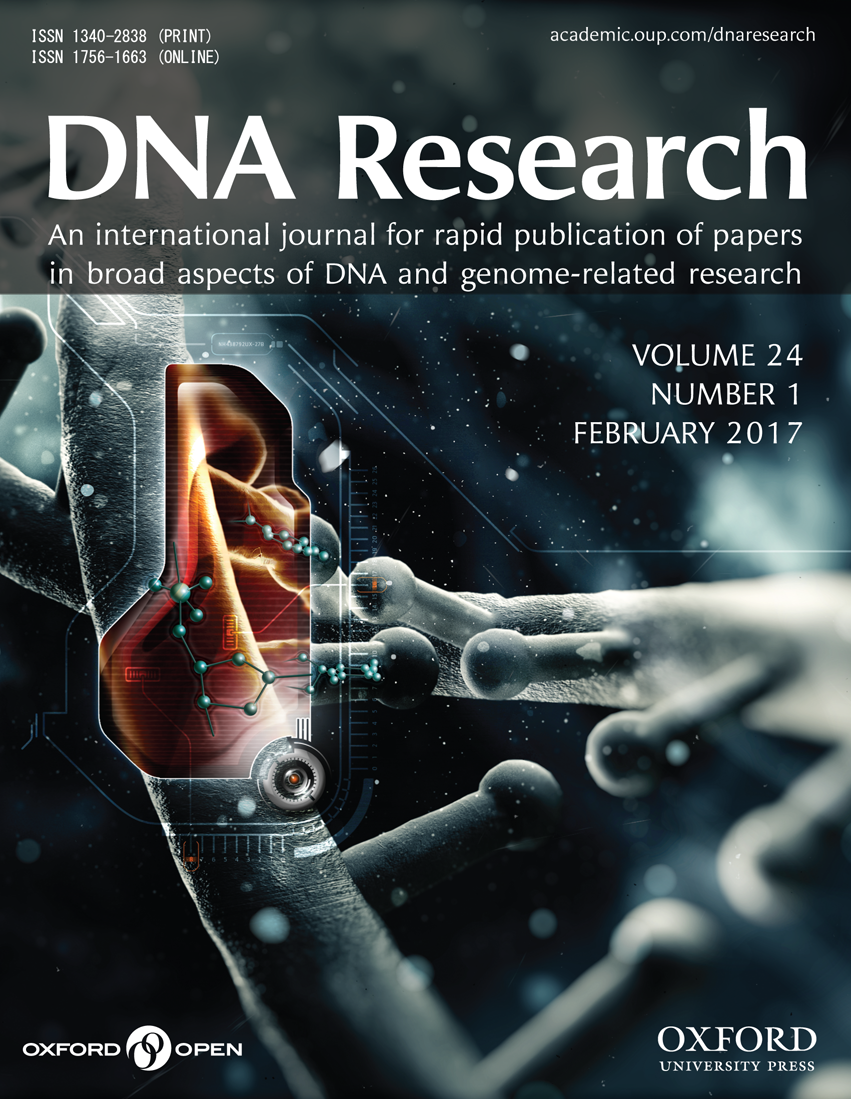 ISSN 1340-2838 (PRINT)
ISSN 1756-1663 (ONLINE)
academic.oup.com/dnaresearch
DNA Research
An international journal for rapid publication of papers
in broad aspects of DNA and genome-related research
VOLUME 24
NUMBER 1
FEBRUARY 2017
OXFORD OPEN
OXFORD
UNIVERSITY PRESS